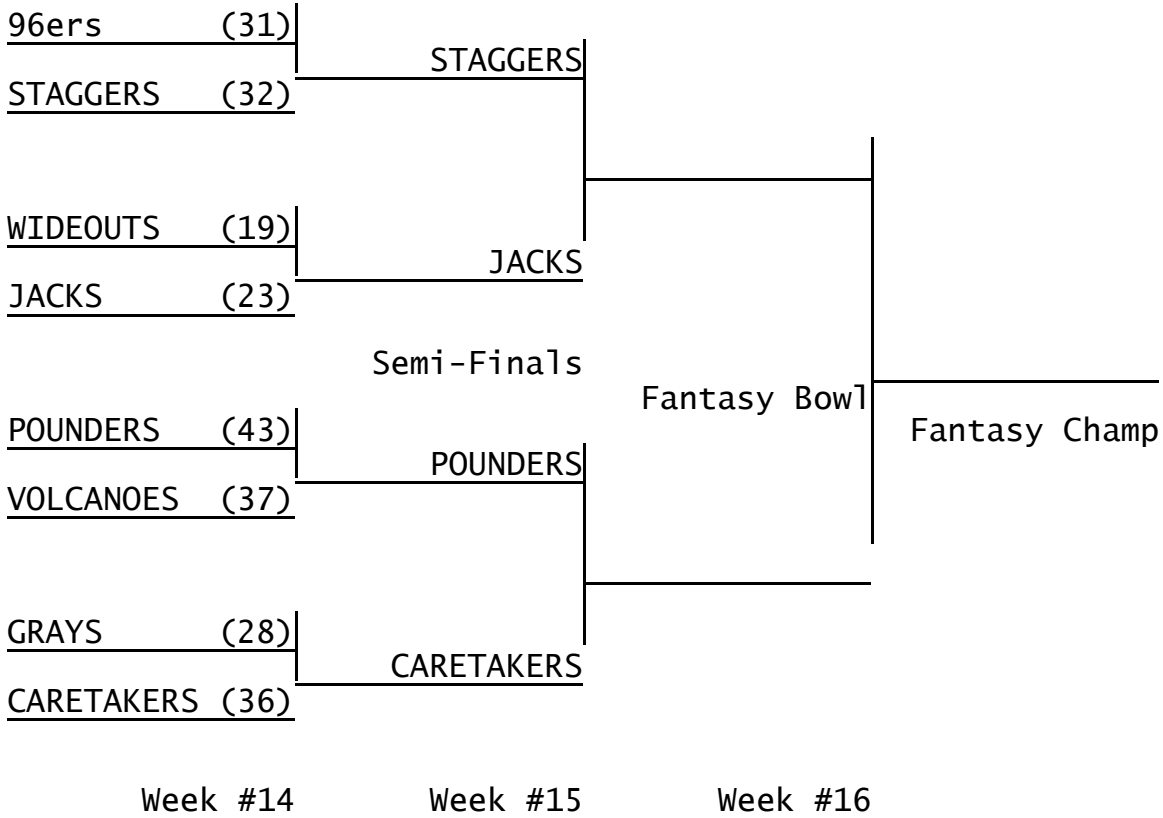 96ers (31)
STAGGERS
STAGGERS (32)
WIDEOUTS (19)
JACKS
JACKS (23)
Semi-Finals
Fantasy Bowl
POUNDERS (43)
Fantasy Champ
POUNDERS
VOLCANOES (37)
GRAYS (28)
CARETAKERS
CARETAKERS (36)
Week #14 Week #15 Week #16